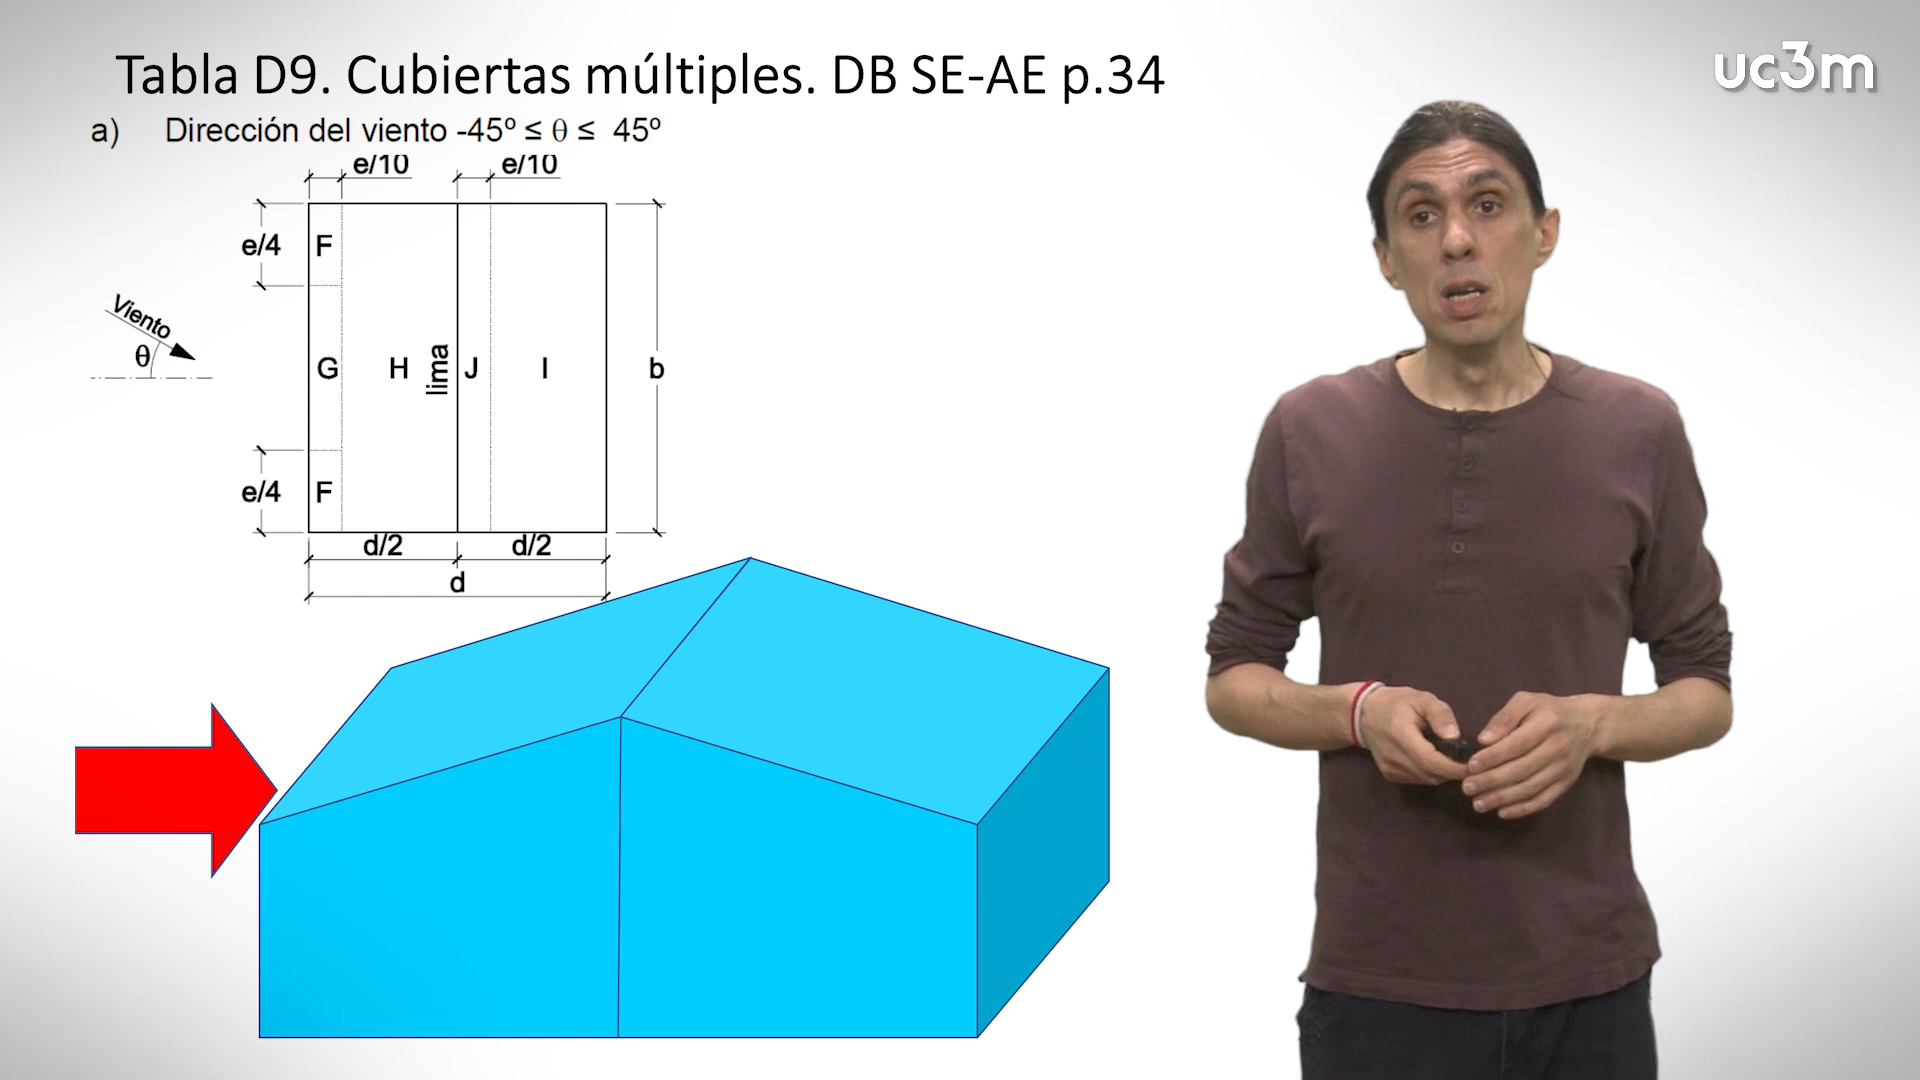 Tabla D9. Cubiertas múltiples. DB SE-AE p.34
uc3m
a) Dirección del viento -45º ≤ θ ≤ 45º
e/10 e/10
e/4 F
Viento
θ
G H lima J I b
e/4 F
d/2 d/2
d